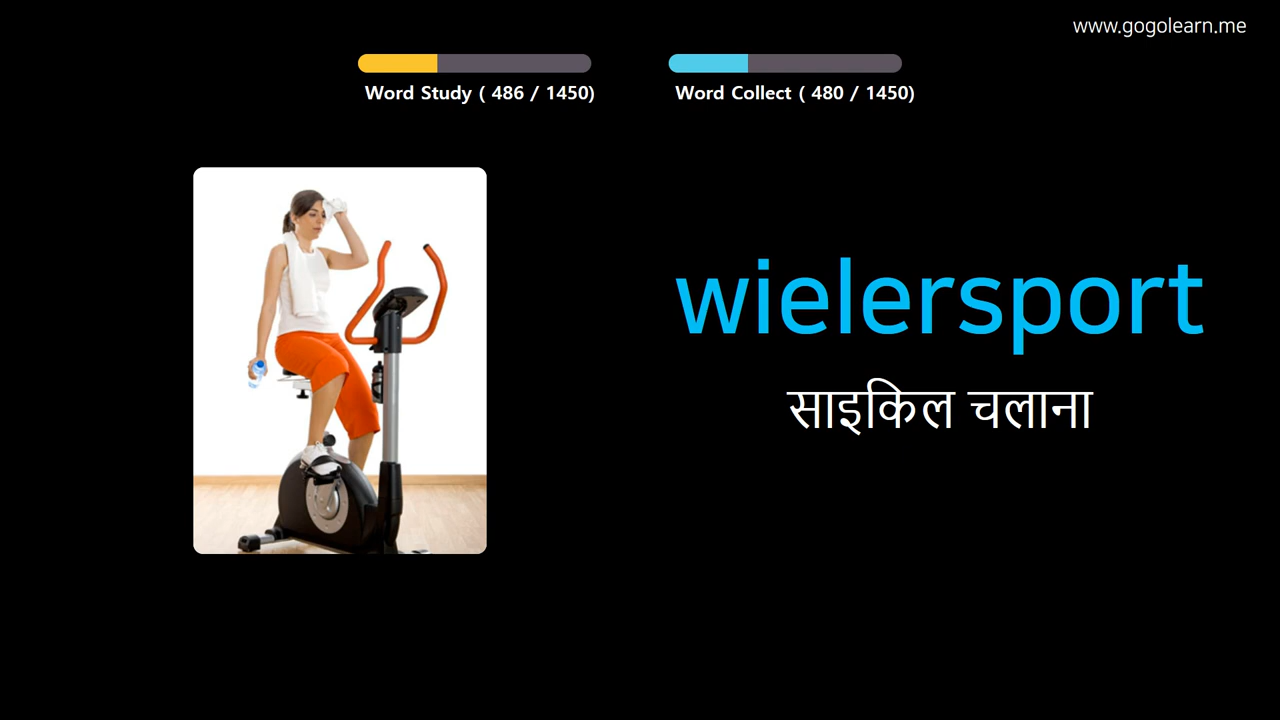 www.gogolearn.me
Word Study ( 486 / 1450)
Word Collect ( 480 / 1450)
wielersport
साइकिल चलाना